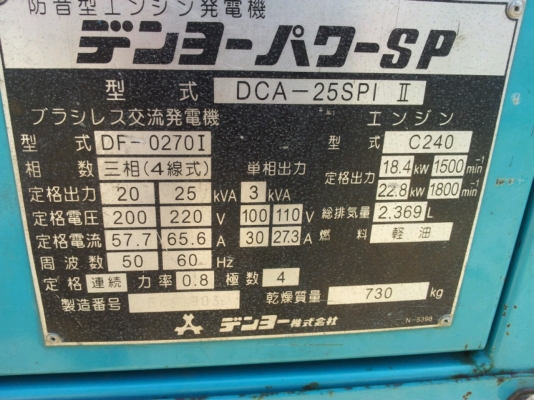 防音型エンジン発電機
デンヨーパワーSP
型式 DCA-25SPI II
ブラシレス交流発電機 エンジン
型式 DF-0270I 型式 C240
相数 三相(4線式) 単相出力 定格出力 18.4 kW 1500 min-1
定格出力 20 25 kVA 3 kVA 22.8 kW 1800 min-1
定格電圧 200 220 V 100 110 V 総排気量 2.369 L
定格電流 57.7 65.6 A 30 27.3 A 燃料 軽油
周波数 50 60 Hz
定格 連続 力率 0.8 極数 4
製造番号 乾燥質量 730 kg
デンヨー株式会社 N-5398